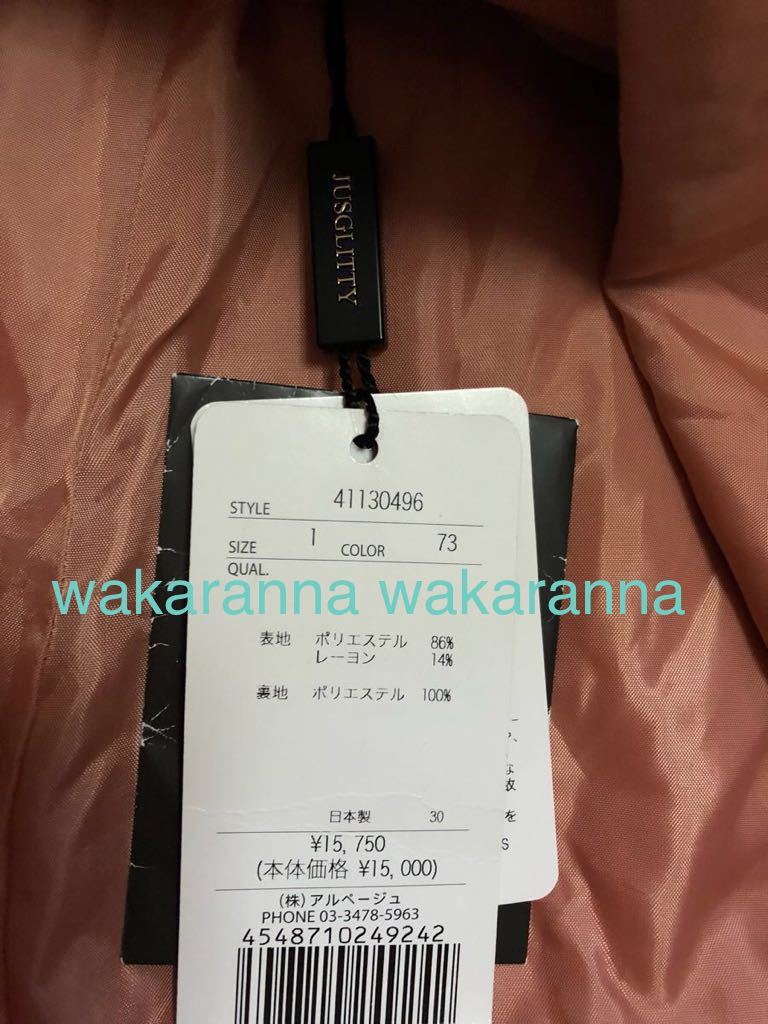 JUSGLITTY
STYLE 41130496
SIZE 1 COLOR 73
QUAL.
wakaranna wakaranna
表地 ポリエステル 86%
レーヨン 14%
裏地 ポリエステル 100%
な
を
S
日本製 30
¥15,750
(本体価格 ¥15,000)
(株)アルページュ
PHONE 03-3478-5963
4548710249242